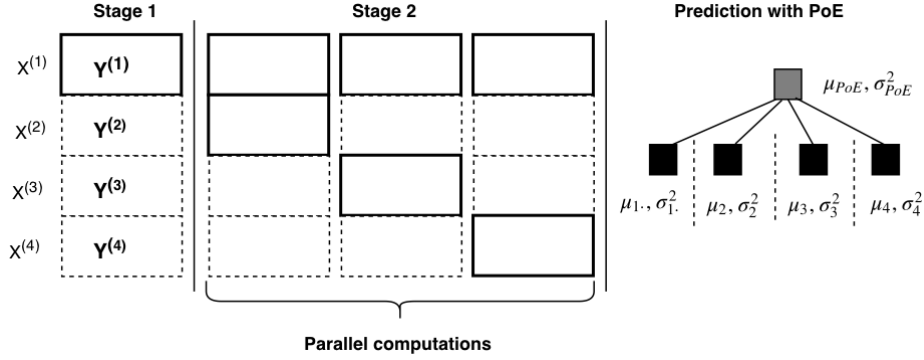 Stage 1
Stage 2
Prediction with PoE
X(1)
Y(1)
X(2)
Y(2)
X(3)
Y(3)
X(4)
Y(4)
μPoE, σ²PoE
μ1·, σ²1·
μ2, σ²2
μ3, σ²3
μ4, σ²4
Parallel computations